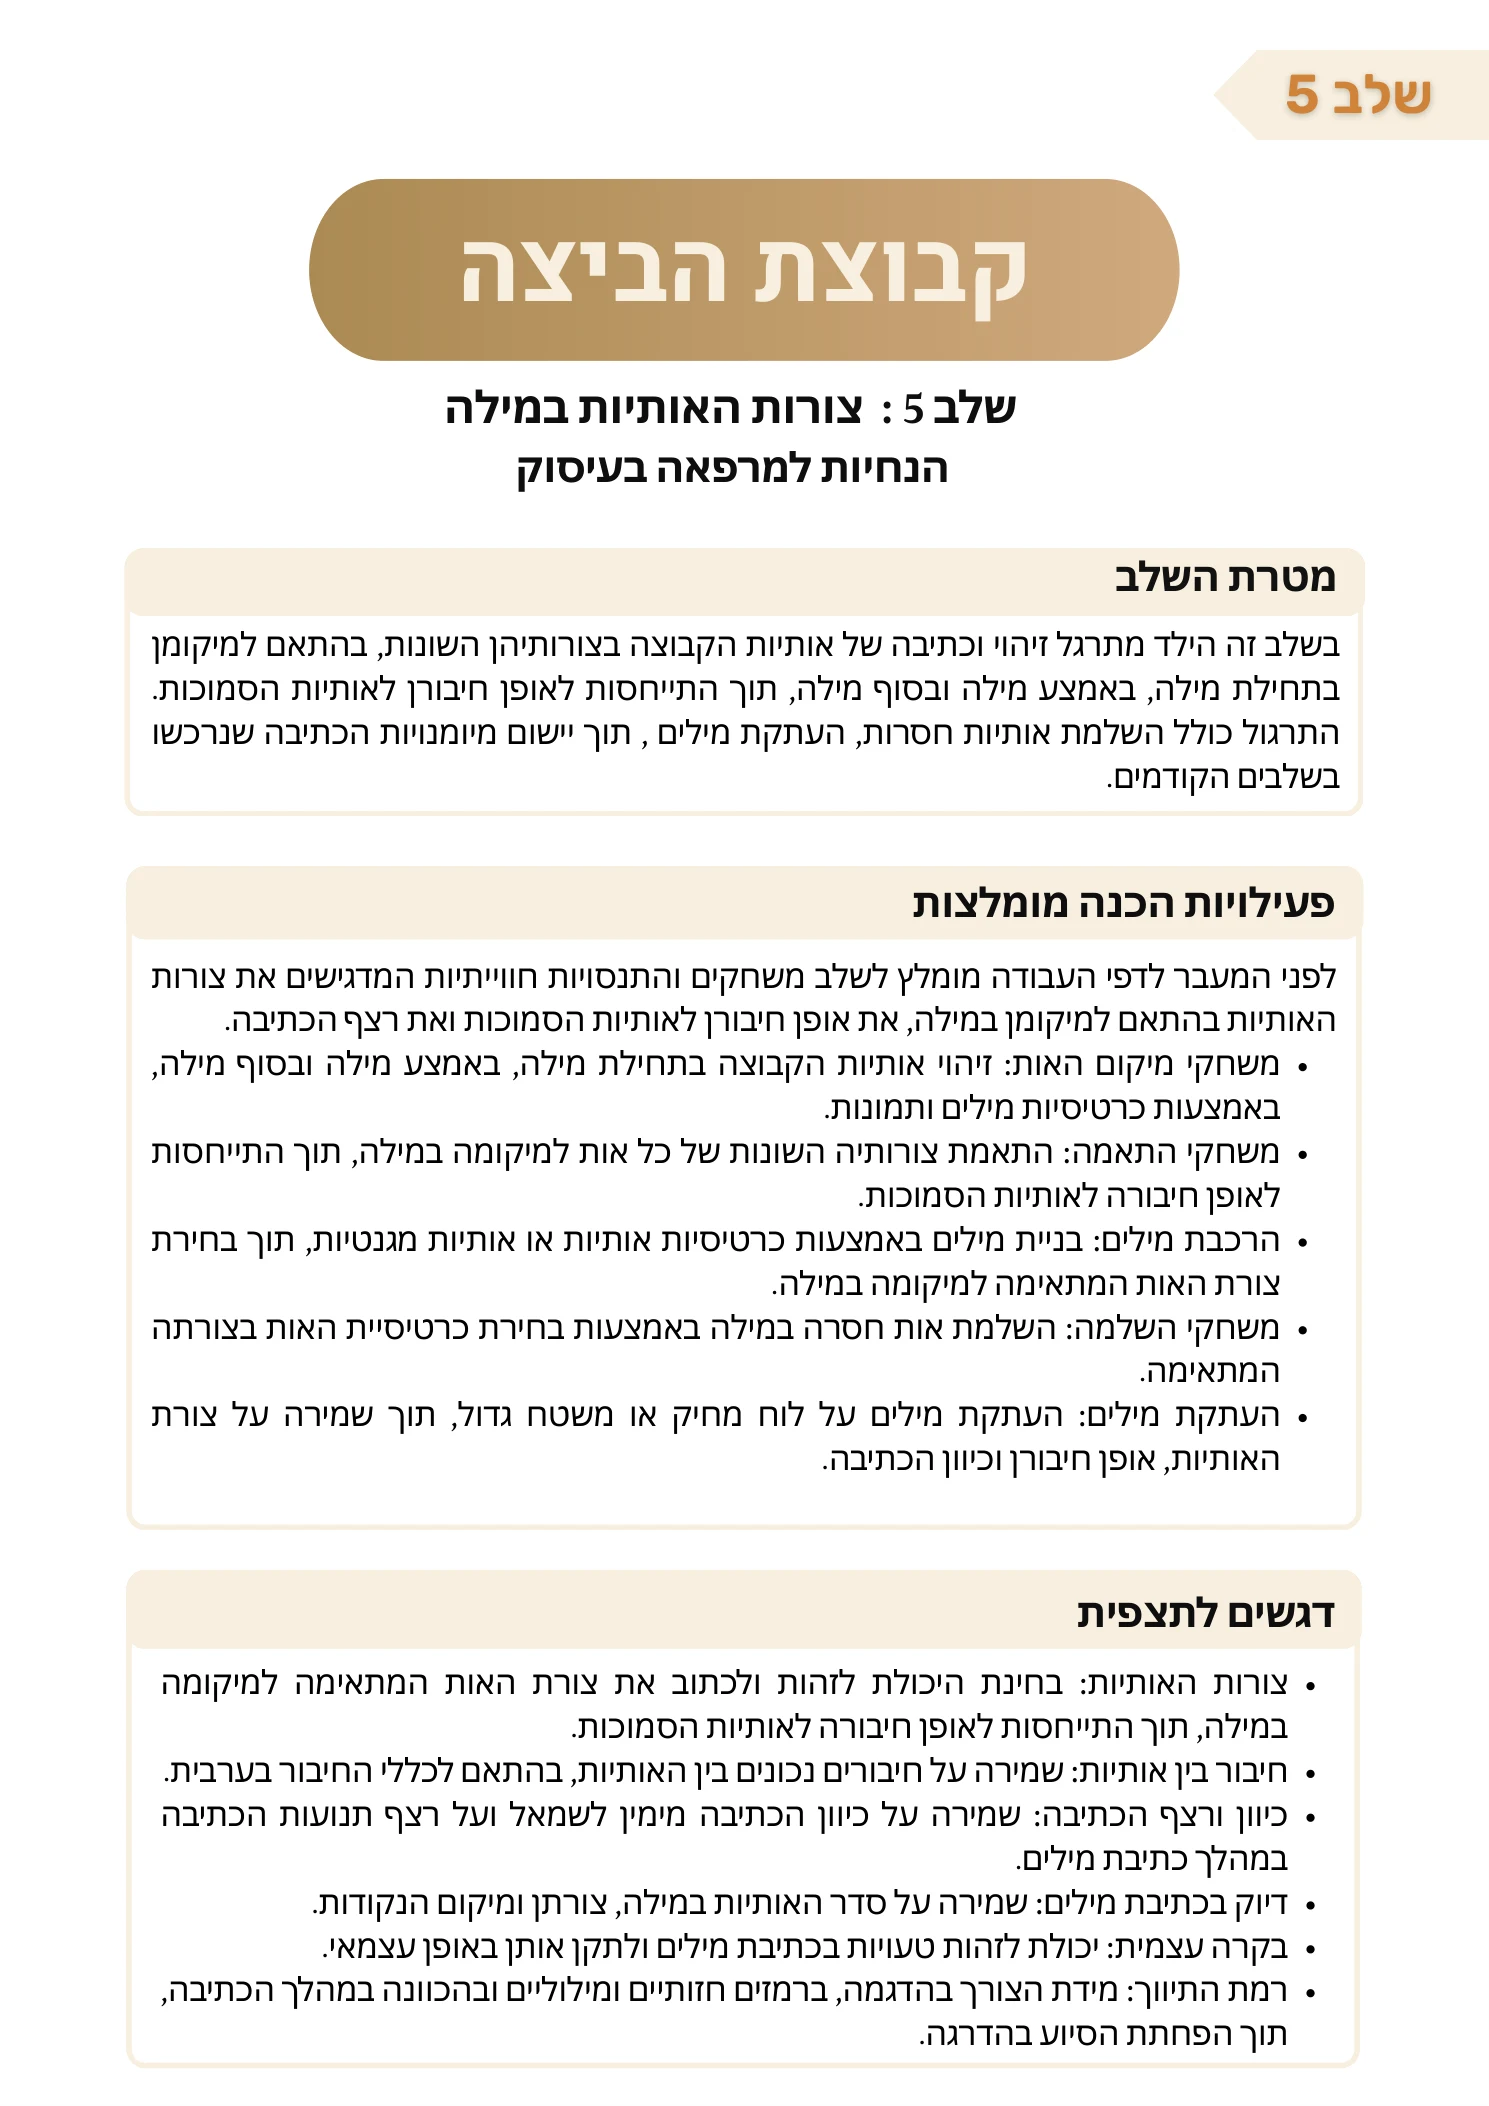 שלב 5
קבוצת הביצה
שלב 5 : צורות האותיות במילה
הנחיות למרפאה בעיסוק
מטרת השלב
בשלב זה הילד מתרגל זיהוי וכתיבה של אותיות הקבוצה בצורותיהן השונות, בהתאם למיקומן
בתחילת מילה, באמצע מילה ובסוף מילה, תוך התייחסות לאופן חיבורן לאותיות הסמוכות.
התרגול כולל השלמת אותיות חסרות, העתקת מילים , תוך יישום מיומנויות הכתיבה שנרכשו
בשלבים הקודמים.
פעילויות הכנה מומלצות
לפני המעבר לדפי העבודה מומלץ לשלב משחקים והתנסויות חווייתיות המדגישים את צורות
האותיות בהתאם למיקומן במילה, את אופן חיבורן לאותיות הסמוכות ואת רצף הכתיבה.
• משחקי מיקום האות: זיהוי אותיות הקבוצה בתחילת מילה, באמצע מילה ובסוף מילה,
באמצעות כרטיסיות מילים ותמונות.
• משחקי התאמה: התאמת צורותיה השונות של כל אות למיקומה במילה, תוך התייחסות
לאופן חיבורה לאותיות הסמוכות.
• הרכבת מילים: בניית מילים באמצעות כרטיסיות אותיות או אותיות מגנטיות, תוך בחירת
צורת האות המתאימה למיקומה במילה.
• משחקי השלמה: השלמת אות חסרה במילה באמצעות בחירת כרטיסיית האות בצורתה
המתאימה.
• העתקת מילים: העתקת מילים על לוח מחיק או משטח גדול, תוך שמירה על צורת
האותיות, אופן חיבורן וכיוון הכתיבה.
דגשים לתצפית
• צורות האותיות: בחינת היכולת לזהות ולכתוב את צורת האות המתאימה למיקומה
במילה, תוך התייחסות לאופן חיבורה לאותיות הסמוכות.
• חיבור בין אותיות: שמירה על חיבורים נכונים בין האותיות, בהתאם לכללי החיבור בערבית.
• כיוון ורצף הכתיבה: שמירה על כיוון הכתיבה מימין לשמאל ועל רצף תנועות הכתיבה
במהלך כתיבת מילים.
• דיוק בכתיבת מילים: שמירה על סדר האותיות במילה, צורתן ומיקום הנקודות.
• בקרה עצמית: יכולת לזהות טעויות בכתיבת מילים ולתקן אותן באופן עצמאי.
• רמת התיווך: מידת הצורך בהדגמה, ברמזים חזותיים ומילוליים ובהכוונה במהלך הכתיבה,
תוך הפחתת הסיוע בהדרגה.